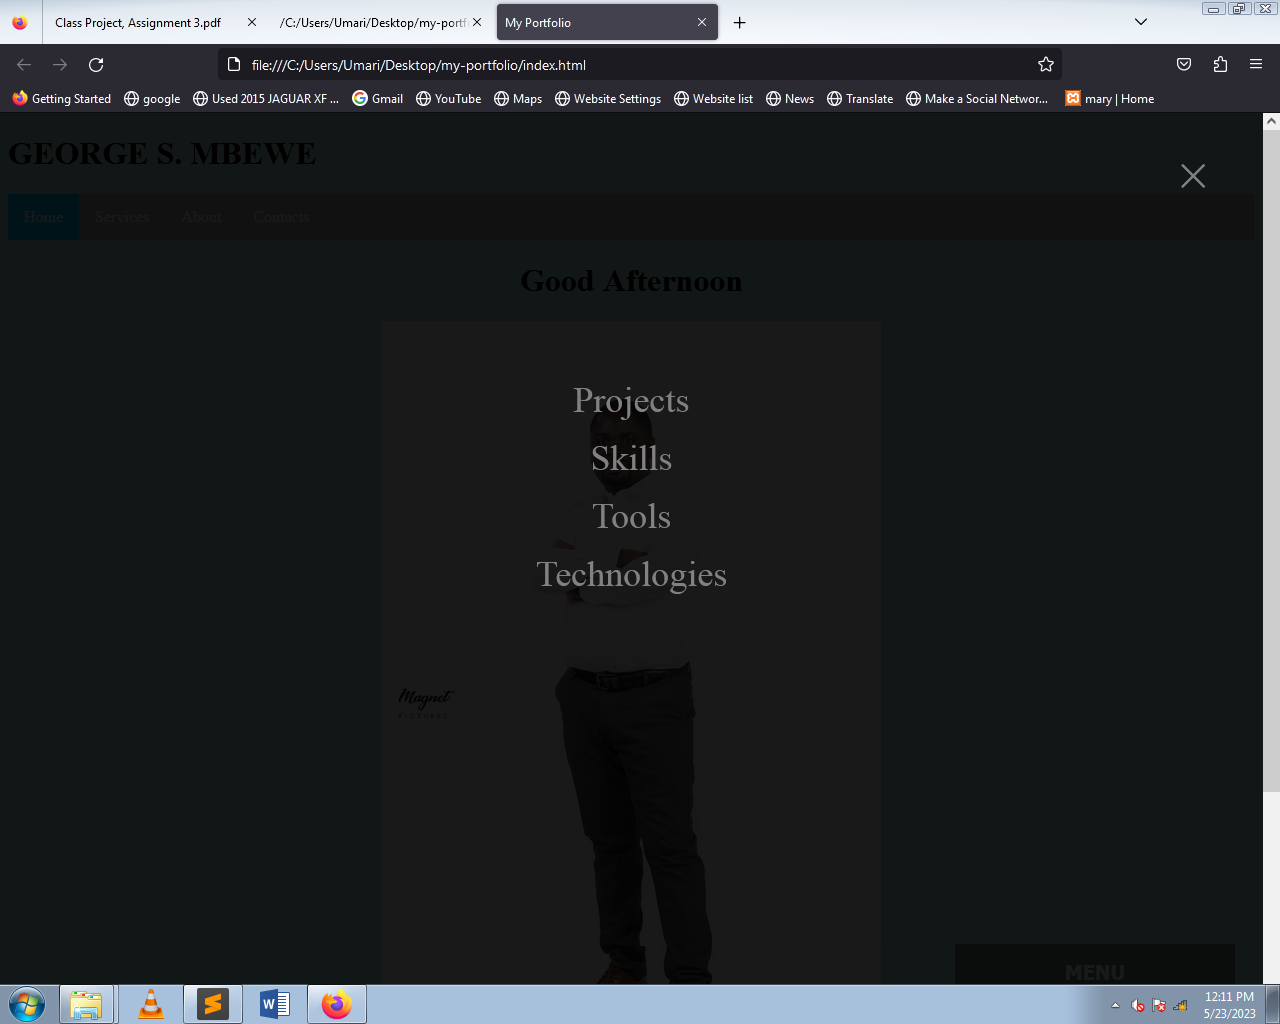 Class Project, Assignment 3.pdf
/C:/Users/Umari/Desktop/my-portf
My Portfolio
file:///C:/Users/Umari/Desktop/my-portfolio/index.html
Getting Started
google
Used 2015 JAGUAR XF ...
Gmail
YouTube
Maps
Website Settings
Website list
News
Translate
Make a Social Networ...
mary | Home
GEORGE S. MBEWE
Home
Services
About
Contacts
Good Afternoon
Projects
Skills
Tools
Technologies
Magnet
PICTURES
MENU
12:11 PM
5/23/2023